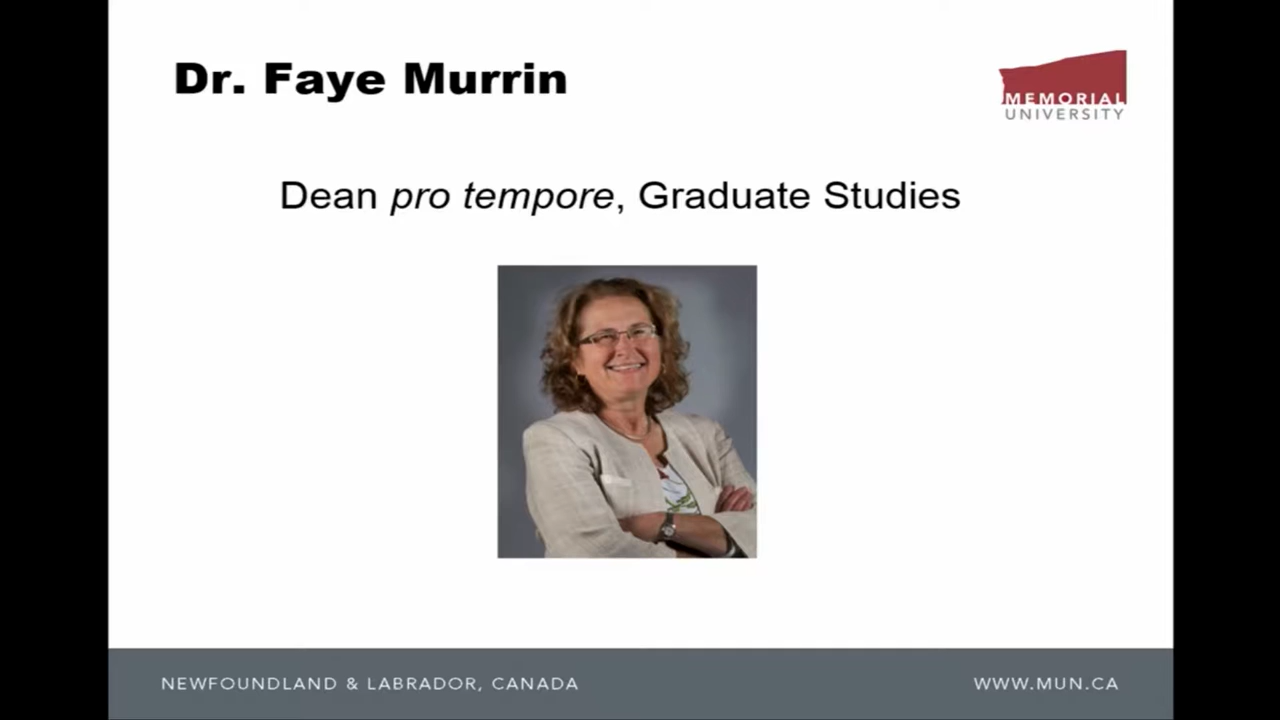 Dr. Faye Murrin
MEMORIAL
UNIVERSITY
Dean pro tempore, Graduate Studies
NEWFOUNDLAND & LABRADOR, CANADA
WWW.MUN.CA